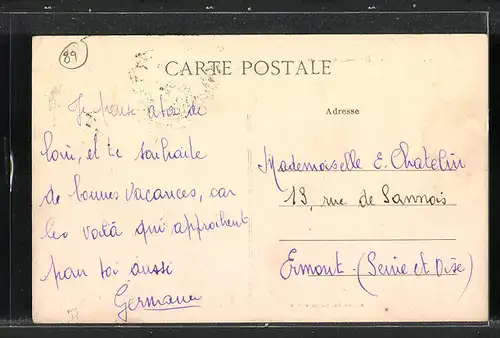 89
CARTE POSTALE
Je pense à toi de
loin, et te souhaite
de bonnes vacances, car
les voilà qui approchent
pour toi aussi
Germaine
Adresse
Mademoiselle E. Chatelin
13, rue de Sannois
Ermont (Seine et Oise)